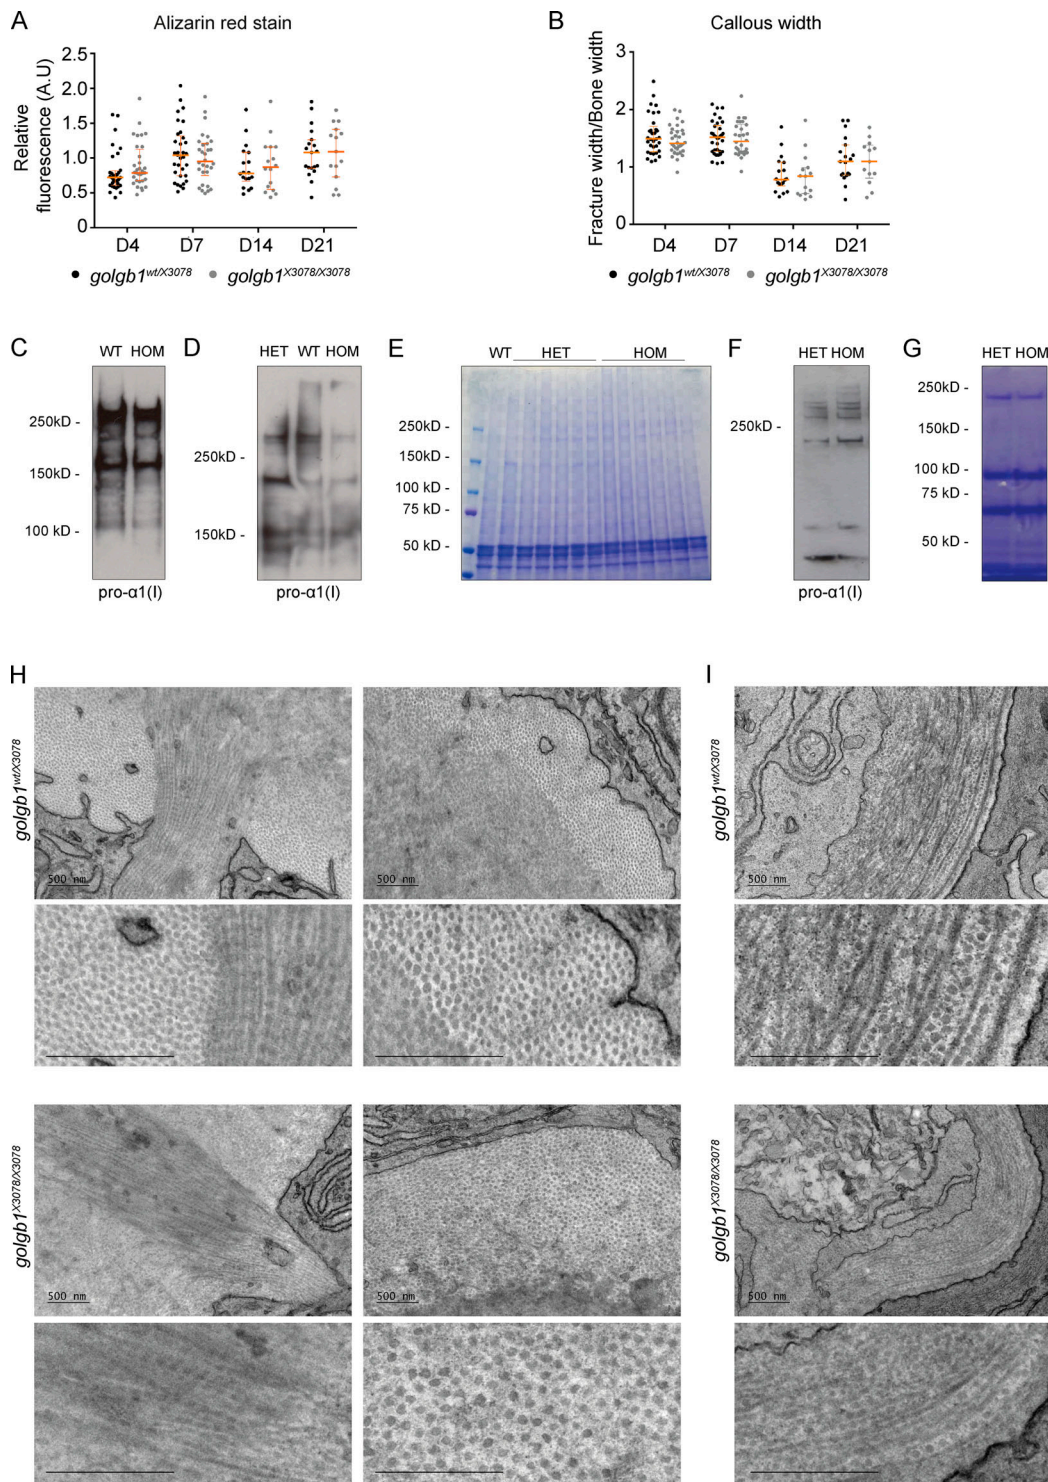 A
Alizarin red stain
Relative
fluorescence (A.U)
2.5
2.0
1.5
1.0
0.5
0
D4 D7 D14 D21
golgb1wt/X3078 golgb1X3078/X3078
B
Callous width
Fracture width/Bone width
3
2
1
0
D4 D7 D14 D21
golgb1wt/X3078 golgb1X3078/X3078
C
WT HOM
250kD -
150kD -
100 kD -
pro-α1(I)
D
HET WT HOM
250kD -
150kD -
pro-α1(I)
E
WT HET HOM
250kD -
150kD -
100 kD -
75 kD -
50 kD -
F
HET HOM
250kD -
pro-α1(I)
G
HET HOM
250kD -
150kD -
100 kD -
75 kD -
50 kD -
H
golgb1wt/X3078
500 nm
500 nm
golgb1X3078/X3078
500 nm
500 nm
I
golgb1wt/X3078
500 nm
golgb1X3078/X3078
500 nm